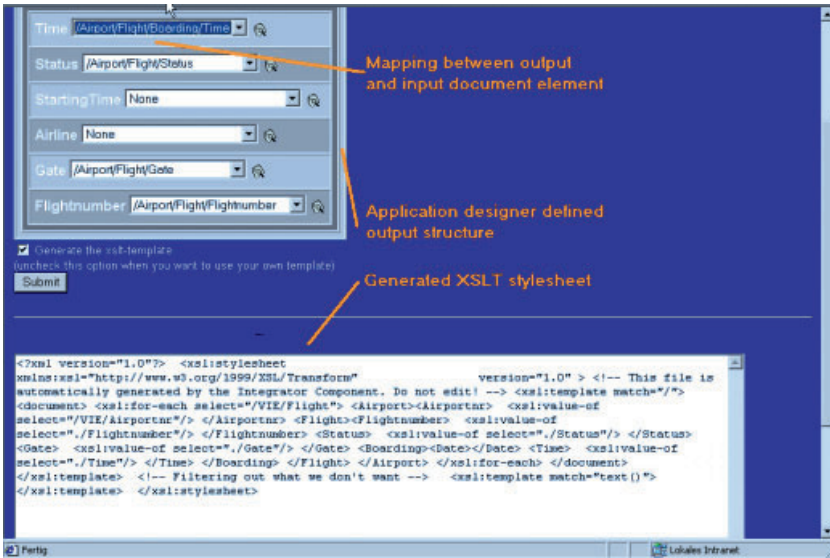 Time /Airport/Flight/Boarding/Time
Status /Airport/Flight/Status
StartingTime None
Airline None
Gate /Airport/Flight/Gate
Flightnumber /Airport/Flight/Flightnumber
Mapping between output
and input document element
Application designer defined
output structure
Generate the xslt-template
(uncheck this option when you want to use your own template)
Submit
Generated XSLT stylesheet
<?xml version="1.0"?> <xsl:stylesheet
xmlns:xsl="http://www.w3.org/1999/XSL/Transform" version="1.0" > <!-- This file is
automatically generated by the Integrator Component. Do not edit! --> <xsl:template match="/">
<document> <xsl:for-each select="/VIE/Flight"> <Airport><Airportnr> <xsl:value-of
select="/VIE/Airportnr"/> </Airportnr> <Flight><Flightnumber> <xsl:value-of
select="./Flightnumber"/> </Flightnumber> <Status> <xsl:value-of select="./Status"/> </Status>
<Gate> <xsl:value-of select="./Gate"/> </Gate> <Boarding><Date></Date> <Time> <xsl:value-of
select="./Time"/> </Time> </Boarding> </Flight> </Airport> </xsl:for-each> </document>
</xsl:template> <!-- Filtering out what we don't want --> <xsl:template match="text()">
</xsl:template> </xsl:stylesheet>
Fertig
Lokales Intranet